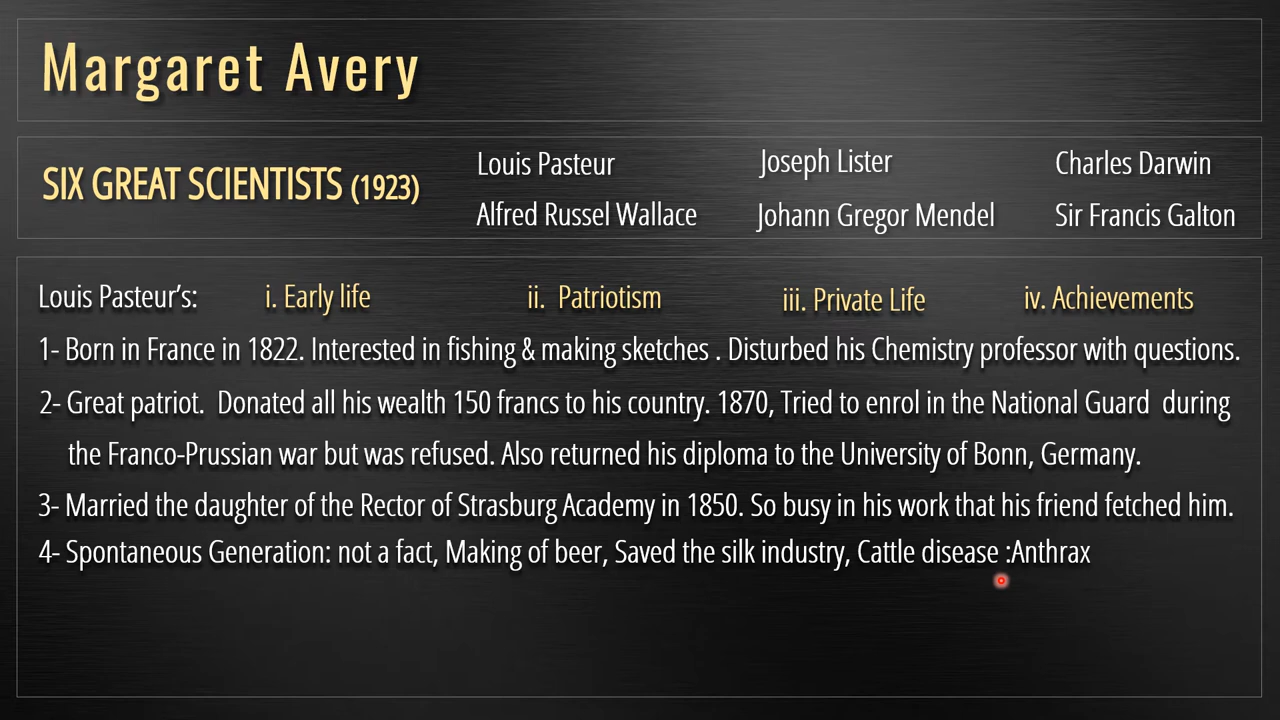 Margaret Avery
SIX GREAT SCIENTISTS (1923)
Louis Pasteur
Joseph Lister
Charles Darwin
Alfred Russel Wallace
Johann Gregor Mendel
Sir Francis Galton
Louis Pasteur’s: i. Early life ii. Patriotism iii. Private Life iv. Achievements
1- Born in France in 1822. Interested in fishing & making sketches . Disturbed his Chemistry professor with questions.
2- Great patriot. Donated all his wealth 150 francs to his country. 1870, Tried to enrol in the National Guard during
the Franco-Prussian war but was refused. Also returned his diploma to the University of Bonn, Germany.
3- Married the daughter of the Rector of Strasburg Academy in 1850. So busy in his work that his friend fetched him.
4- Spontaneous Generation: not a fact, Making of beer, Saved the silk industry, Cattle disease :Anthrax